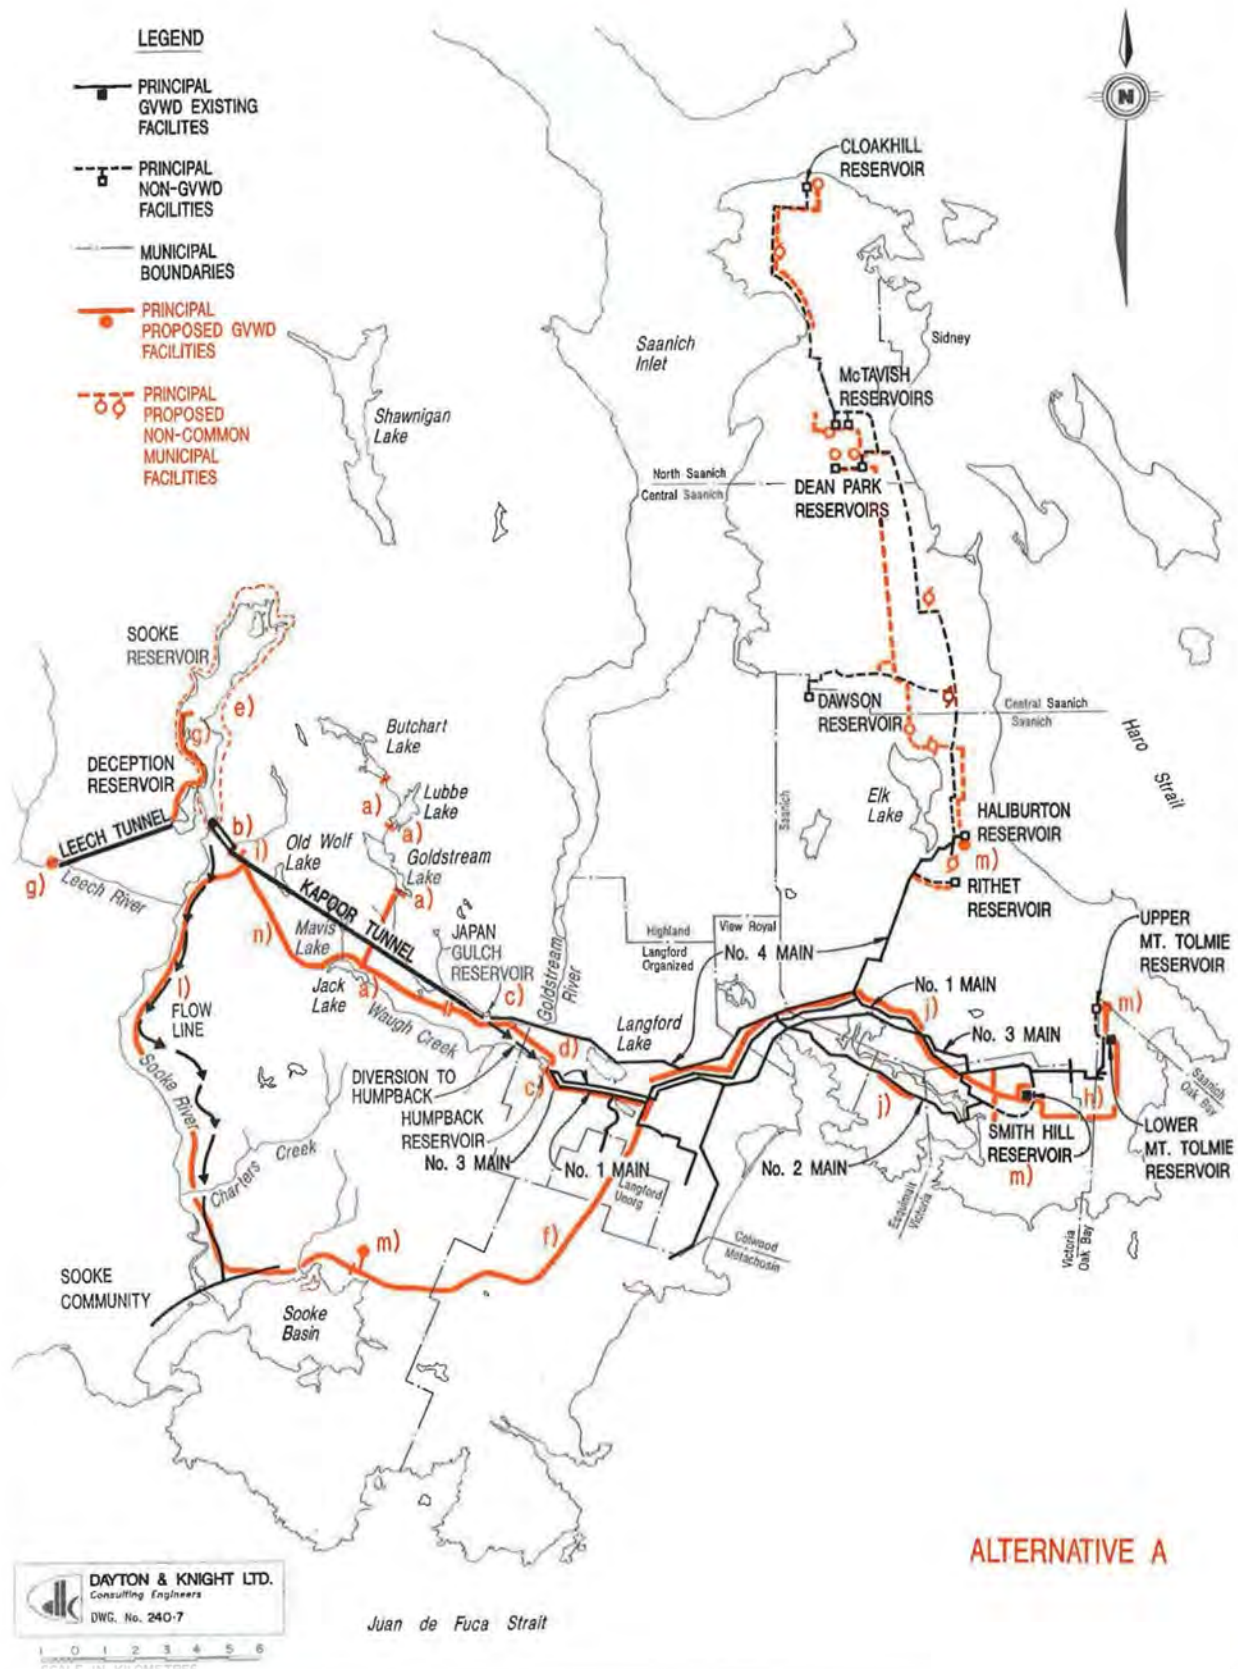 LEGEND
PRINCIPAL
GVWD EXISTING
FACILITES
PRINCIPAL
NON-GVWD
FACILITIES
MUNICIPAL
BOUNDARIES
PRINCIPAL
PROPOSED GVWD
FACILITIES
PRINCIPAL
PROPOSED
NON-COMMON
MUNICIPAL
FACILITIES
N
CLOAKHILL
RESERVOIR
Saanich
Inlet
Sidney
McTAVISH
RESERVOIRS
Shawnigan
Lake
North Saanich
Central Saanich
DEAN PARK
RESERVOIRS
SOOKE
RESERVOIR
e)
g)
DAWSON
RESERVOIR
Central Saanich
Saanich
Haro
Strait
Butchart
Lake
DECEPTION
RESERVOIR
Lubbe
Lake
a)
a)
Elk
Lake
Saanich
HALIBURTON
RESERVOIR
m)
LEECH TUNNEL
b)
i)
Old Wolf
Lake
Goldstream
Lake
a)
g)
Leech River
KAPOOR TUNNEL
RITHET
RESERVOIR
n)
Mavis
Lake
JAPAN
GULCH
RESERVOIR
Goldstream
River
Highland
Langford
Organized
View Royal
No. 4 MAIN
UPPER
MT. TOLMIE
RESERVOIR
l)
FLOW
LINE
Jack
Lake
a)
c)
Waugh Creek
Langford
Lake
No. 1 MAIN
j)
No. 3 MAIN
m)
Sooke River
d)
DIVERSION TO
HUMPBACK
c)
HUMPBACK
RESERVOIR
j)
h)
Saanich
Oak Bay
SMITH HILL
RESERVOIR
m)
LOWER
MT. TOLMIE
RESERVOIR
Charters Creek
No. 3 MAIN
No. 1 MAIN
No. 2 MAIN
Langford
Unorg
Esquimalt
Victoria
Victoria
Oak Bay
m)
f)
Colwood
Metachosin
SOOKE
COMMUNITY
Sooke
Basin
ALTERNATIVE A
DAYTON & KNIGHT LTD.
Consulting Engineers
DWG. No. 240-7
Juan de Fuca Strait
1 0 1 2 3 4 5 6
SCALE IN KILOMETRES